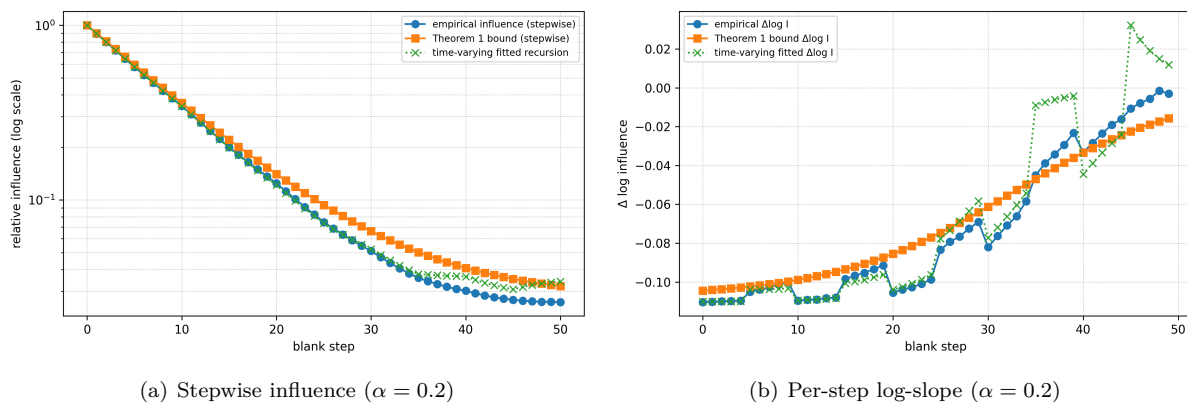 empirical influence (stepwise)
Theorem 1 bound (stepwise)
time-varying fitted recursion
relative influence (log scale)
10⁰
10⁻¹
0
10
20
30
40
50
blank step
(a) Stepwise influence (α = 0.2)
empirical Δlog I
Theorem 1 bound Δlog I
time-varying fitted Δlog I
Δ log influence
0.02
0.00
−0.02
−0.04
−0.06
−0.08
−0.10
0
10
20
30
40
50
blank step
(b) Per-step log-slope (α = 0.2)